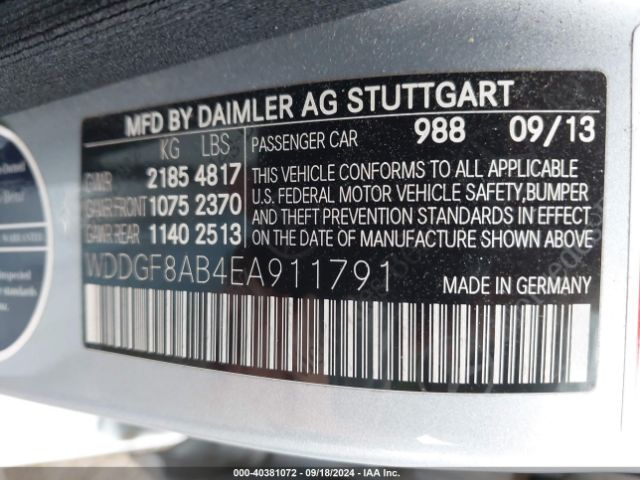 MFD BY DAIMLER AG STUTTGART
KG LBS
PASSENGER CAR 988 09/13
GVWR 2185 4817
GAWR FRONT 1075 2370
GAWR REAR 1140 2513
THIS VEHICLE CONFORMS TO ALL APPLICABLE
U.S. FEDERAL MOTOR VEHICLE SAFETY,BUMPER
AND THEFT PREVENTION STANDARDS IN EFFECT
ON THE DATE OF MANUFACTURE SHOWN ABOVE
WDDGF8AB4EA911791
MADE IN GERMANY
WARRANTY
000-40381072 - 09/18/2024 - IAA Inc.